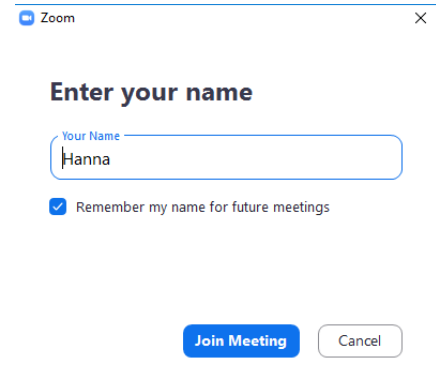 Zoom
Enter your name
Your Name
Hanna
Remember my name for future meetings
Join Meeting Cancel